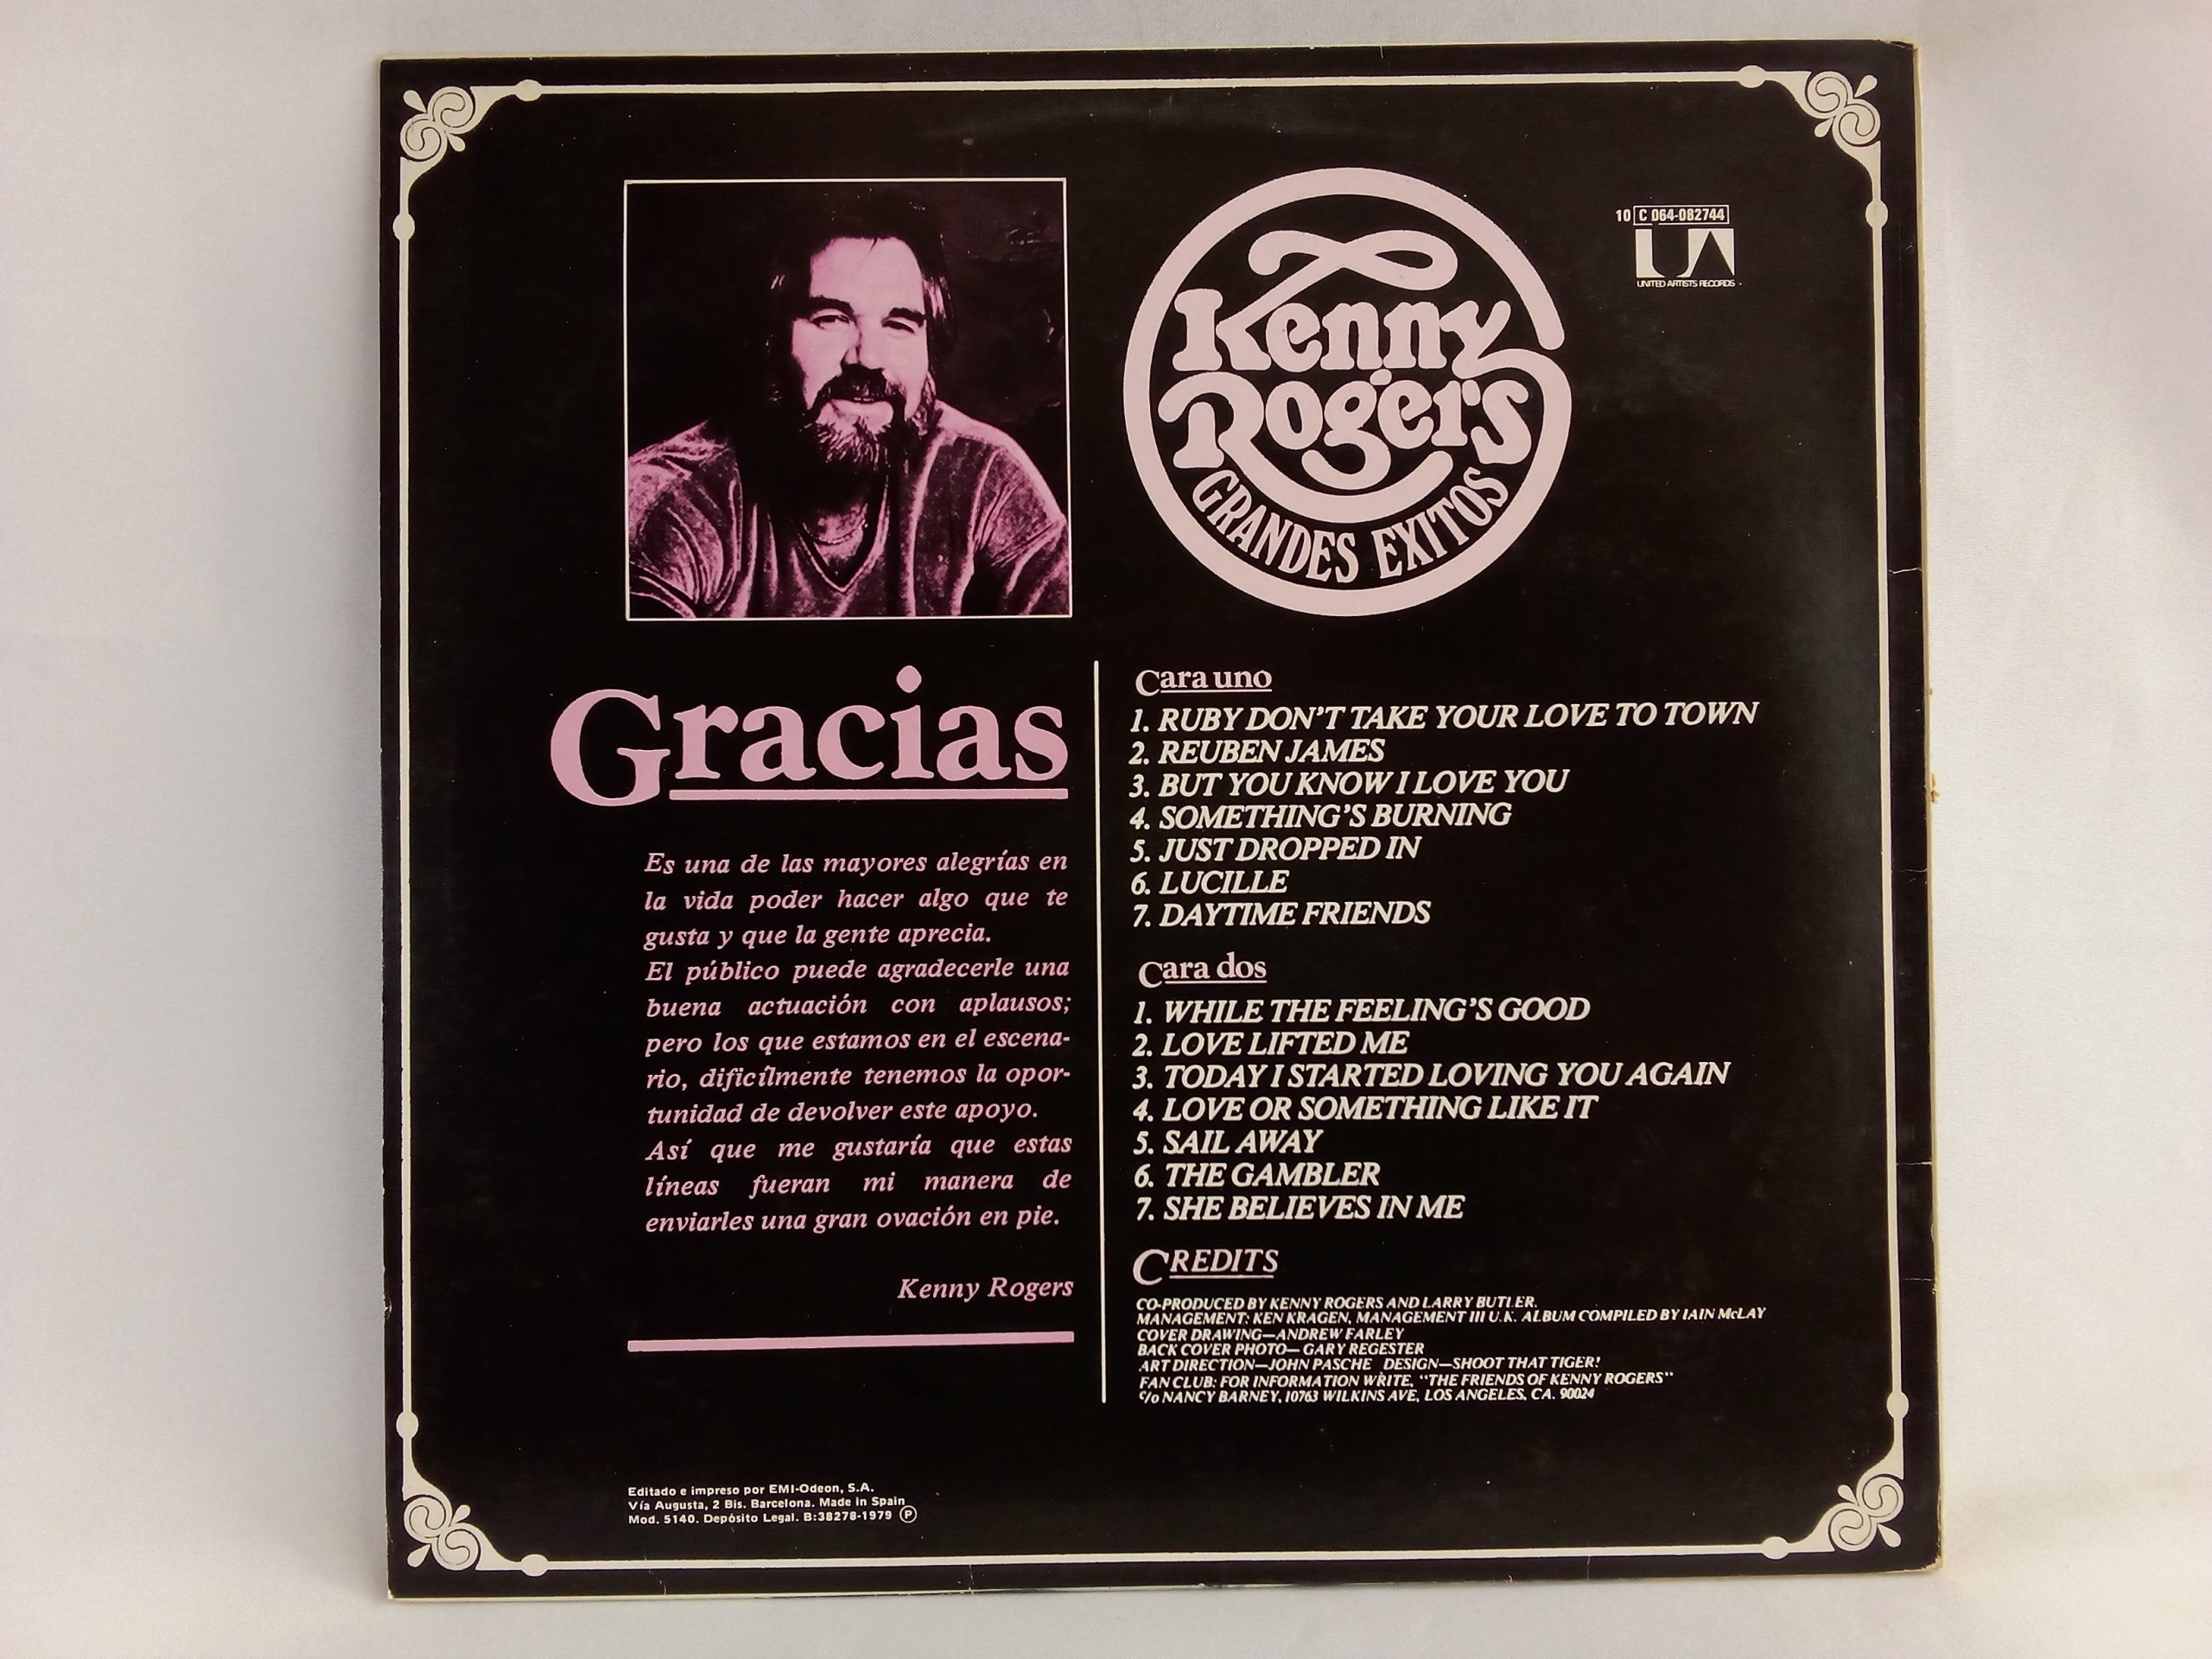 10 C 064-082744
UA
UNITED ARTISTS RECORDS
Kenny
Rogers
GRANDES EXITOS
Gracias
Es una de las mayores alegrías en
la vida poder hacer algo que te
gusta y que la gente aprecia.
El público puede agradecerle una
buena actuación con aplausos;
pero los que estamos en el escena-
rio, dificílmente tenemos la opor-
tunidad de devolver este apoyo.
Así que me gustaría que estas
líneas fueran mi manera de
enviarles una gran ovación en pie.
Kenny Rogers
Cara uno
1. RUBY DON'T TAKE YOUR LOVE TO TOWN
2. REUBEN JAMES
3. BUT YOU KNOW I LOVE YOU
4. SOMETHING'S BURNING
5. JUST DROPPED IN
6. LUCILLE
7. DAYTIME FRIENDS
Cara dos
1. WHILE THE FEELING'S GOOD
2. LOVE LIFTED ME
3. TODAY I STARTED LOVING YOU AGAIN
4. LOVE OR SOMETHING LIKE IT
5. SAIL AWAY
6. THE GAMBLER
7. SHE BELIEVES IN ME
CREDITS
CO-PRODUCED BY KENNY ROGERS AND LARRY BUTLER.
MANAGEMENT: KEN KRAGEN, MANAGEMENT III U.K. ALBUM COMPILED BY IAIN McLAY
COVER DRAWING—ANDREW FARLEY
BACK COVER PHOTO—GARY REGESTER
ART DIRECTION—JOHN PASCHE DESIGN—SHOOT THAT TIGER!
FAN CLUB: FOR INFORMATION WRITE, "THE FRIENDS OF KENNY ROGERS"
c/o NANCY BARNEY, 10763 WILKINS AVE, LOS ANGELES, CA. 90024
Editado e impreso por EMI-Odeon, S.A.
Vía Augusta, 2 Bis. Barcelona. Made in Spain
Mod. 5140. Depósito Legal. B:38278-1979 Ⓟ